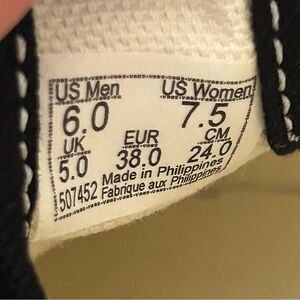 US Men US Women
6.0 7.5
UK EUR CM
5.0 38.0 24.0
Made in Philippines
507452 Fabrique aux Philippines